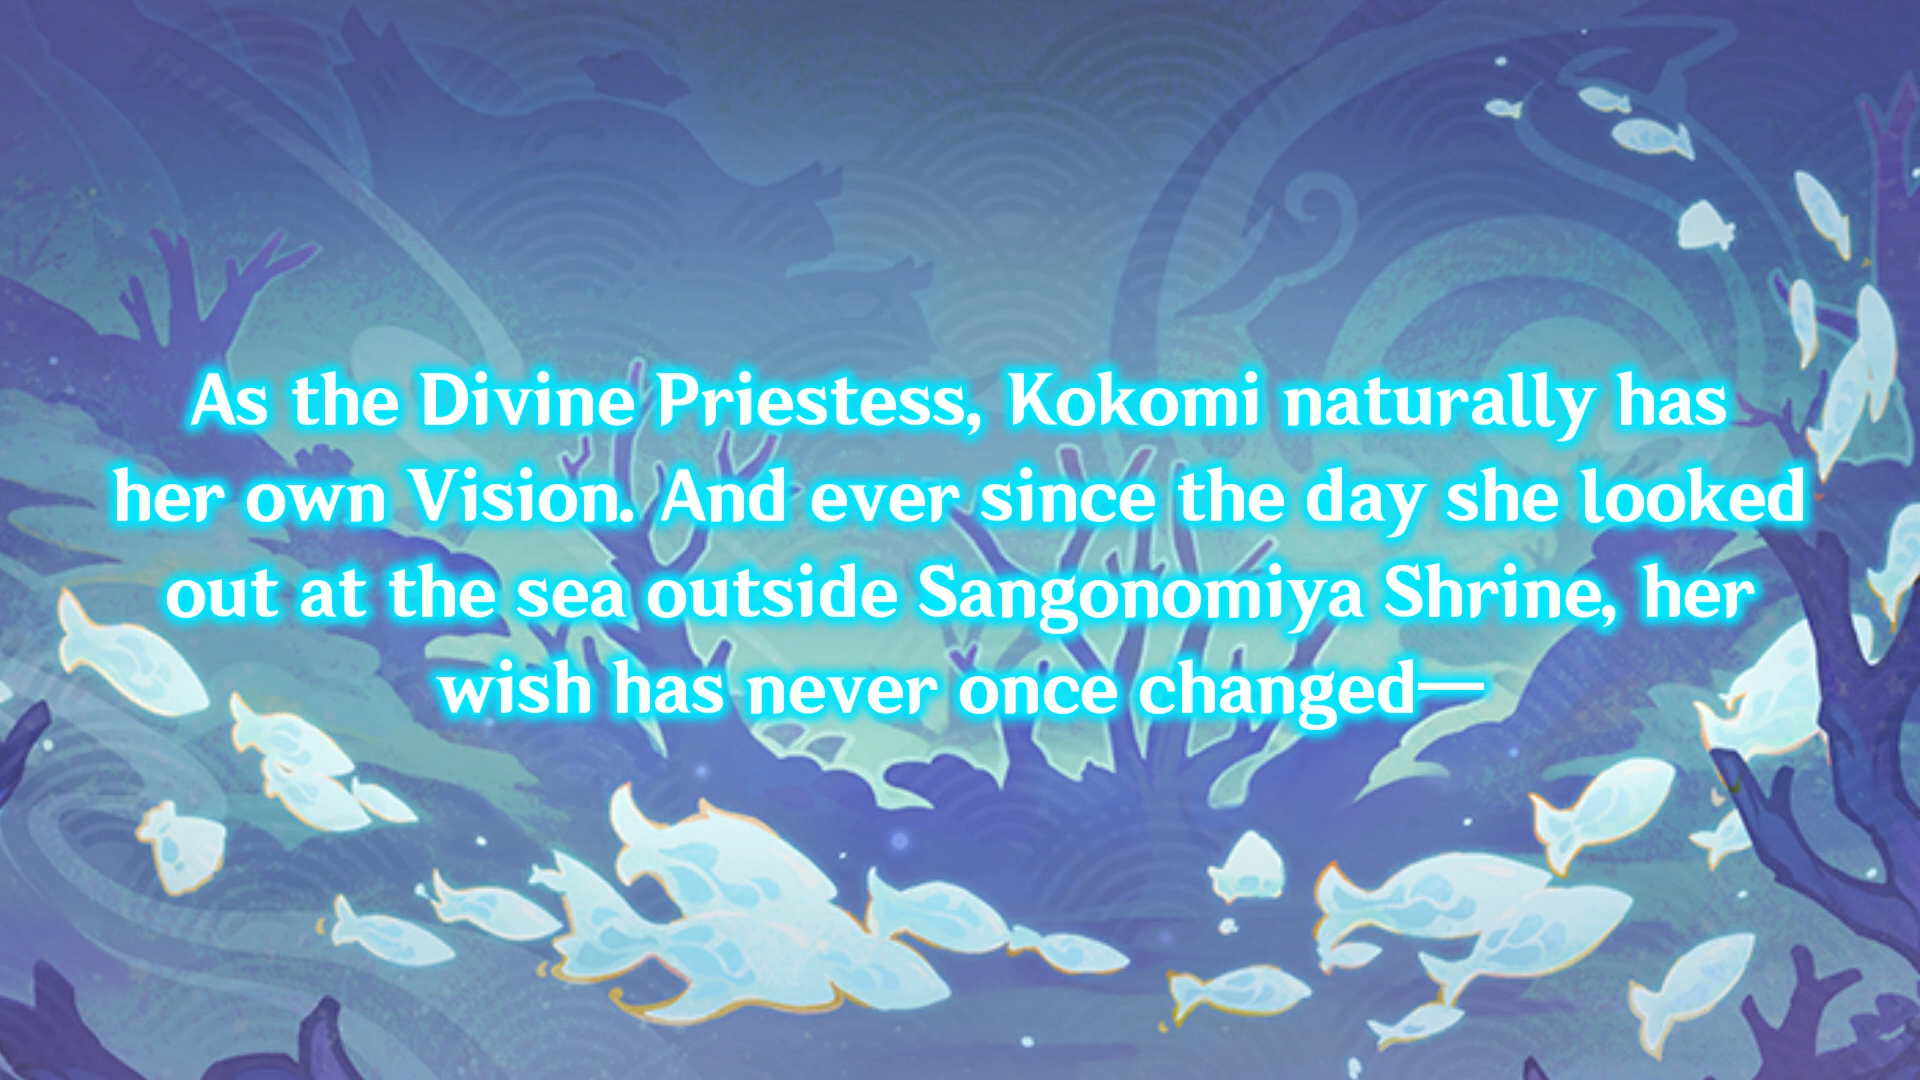 As the Divine Priestess, Kokomi naturally has
her own Vision. And ever since the day she looked
out at the sea outside Sangonomiya Shrine, her
wish has never once changed—